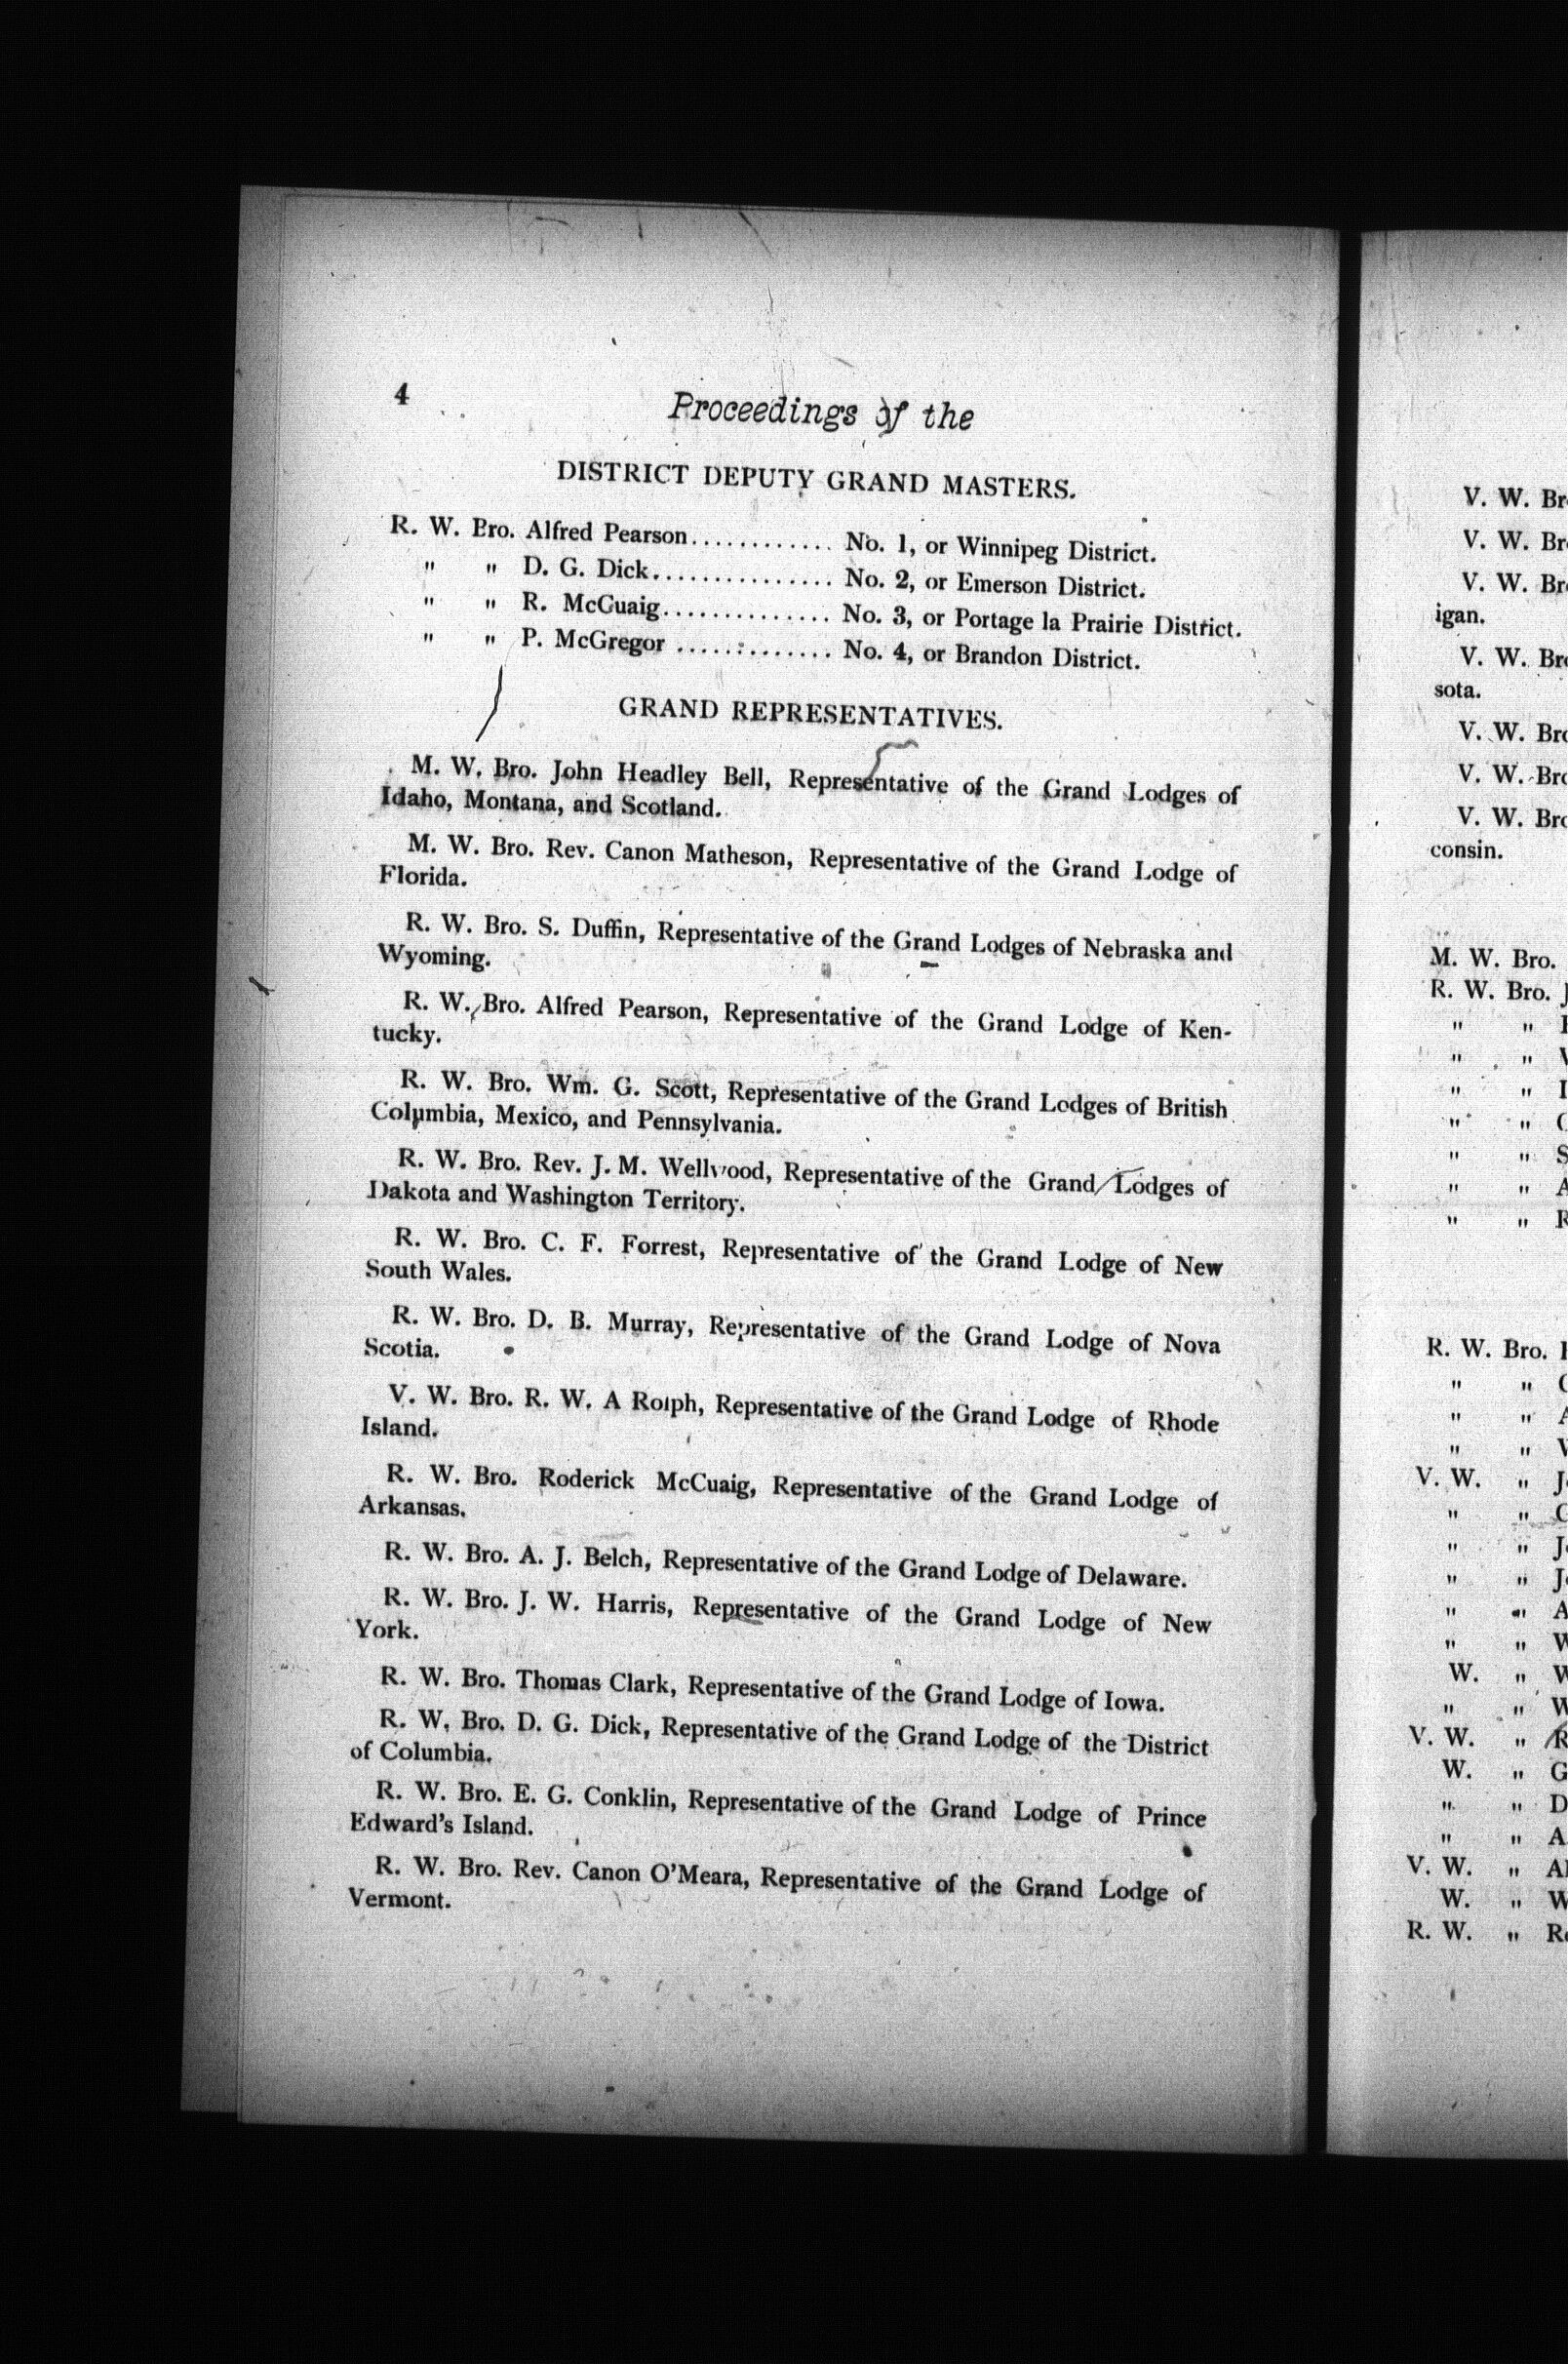 4
Proceedings of the
DISTRICT DEPUTY GRAND MASTERS.
R. W. Bro. Alfred Pearson............ No. 1, or Winnipeg District.
" " D. G. Dick............... No. 2, or Emerson District.
" " R. McCuaig.............. No. 3, or Portage la Prairie District.
" " P. McGregor ............. No. 4, or Brandon District.
GRAND REPRESENTATIVES.
M. W. Bro. John Headley Bell, Representative of the Grand Lodges of
Idaho, Montana, and Scotland.
M. W. Bro. Rev. Canon Matheson, Representative of the Grand Lodge of
Florida.
R. W. Bro. S. Duffin, Representative of the Grand Lodges of Nebraska and
Wyoming.
R. W. Bro. Alfred Pearson, Representative of the Grand Lodge of Ken-
tucky.
R. W. Bro. Wm. G. Scott, Representative of the Grand Lodges of British
Columbia, Mexico, and Pennsylvania.
R. W. Bro. Rev. J. M. Wellwood, Representative of the Grand Lodges of
Dakota and Washington Territory.
R. W. Bro. C. F. Forrest, Representative of the Grand Lodge of New
South Wales.
R. W. Bro. D. B. Murray, Representative of the Grand Lodge of Nova
Scotia.
V. W. Bro. R. W. A Rolph, Representative of the Grand Lodge of Rhode
Island.
R. W. Bro. Roderick McCuaig, Representative of the Grand Lodge of
Arkansas.
R. W. Bro. A. J. Belch, Representative of the Grand Lodge of Delaware.
R. W. Bro. J. W. Harris, Representative of the Grand Lodge of New
York.
R. W. Bro. Thomas Clark, Representative of the Grand Lodge of Iowa.
R. W. Bro. D. G. Dick, Representative of the Grand Lodge of the District
of Columbia.
R. W. Bro. E. G. Conklin, Representative of the Grand Lodge of Prince
Edward's Island.
R. W. Bro. Rev. Canon O'Meara, Representative of the Grand Lodge of
Vermont.
V. W.
V. W.
V. W.
igan.
V. W.
sota.
V. W.
V. W.
V. W.
consin.
M. W. Bro.
R. W. Bro.
" "
" "
" "
" "
" "
" "
" "
R. W. Bro.
" "
" "
" "
V. W. "
" "
" "
" "
" "
" "
W. "
" "
V. W. "
W. "
" "
" "
V. W. "
W. "
R. W. "